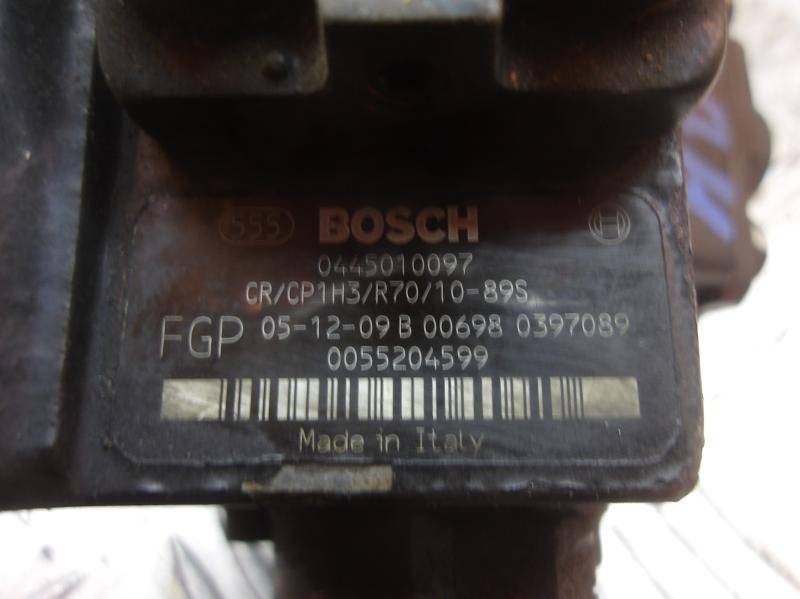 555 BOSCH H
0445010097
CR/CP1H3/R70/10-89S
FGP 05-12-09 B 00698 0397089
0055204599
Made in Italy